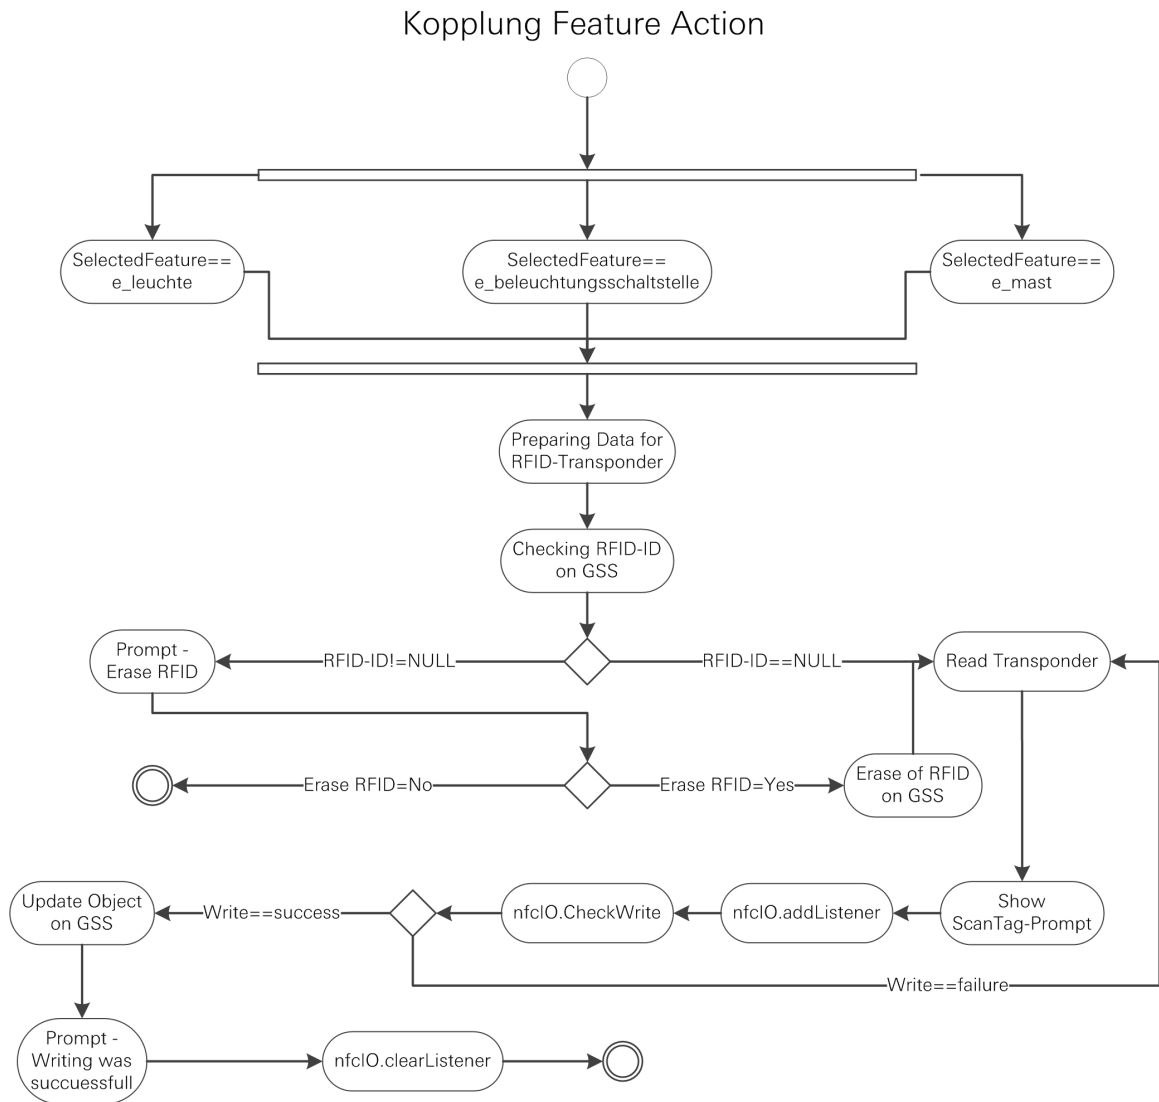 Kopplung Feature Action
SelectedFeature==
e_leuchte
SelectedFeature==
e_beleuchtungsschaltstelle
SelectedFeature==
e_mast
Preparing Data for
RFID-Transponder
Checking RFID-ID
on GSS
Prompt -
Erase RFID
RFID-ID!=NULL
RFID-ID==NULL
Read Transponder
Erase RFID=No
Erase RFID=Yes
Erase of RFID
on GSS
Update Object
on GSS
Write==success
nfcIO.CheckWrite
nfcIO.addListener
Show
ScanTag-Prompt
Write==failure
Prompt -
Writing was
succuessfull
nfcIO.clearListener